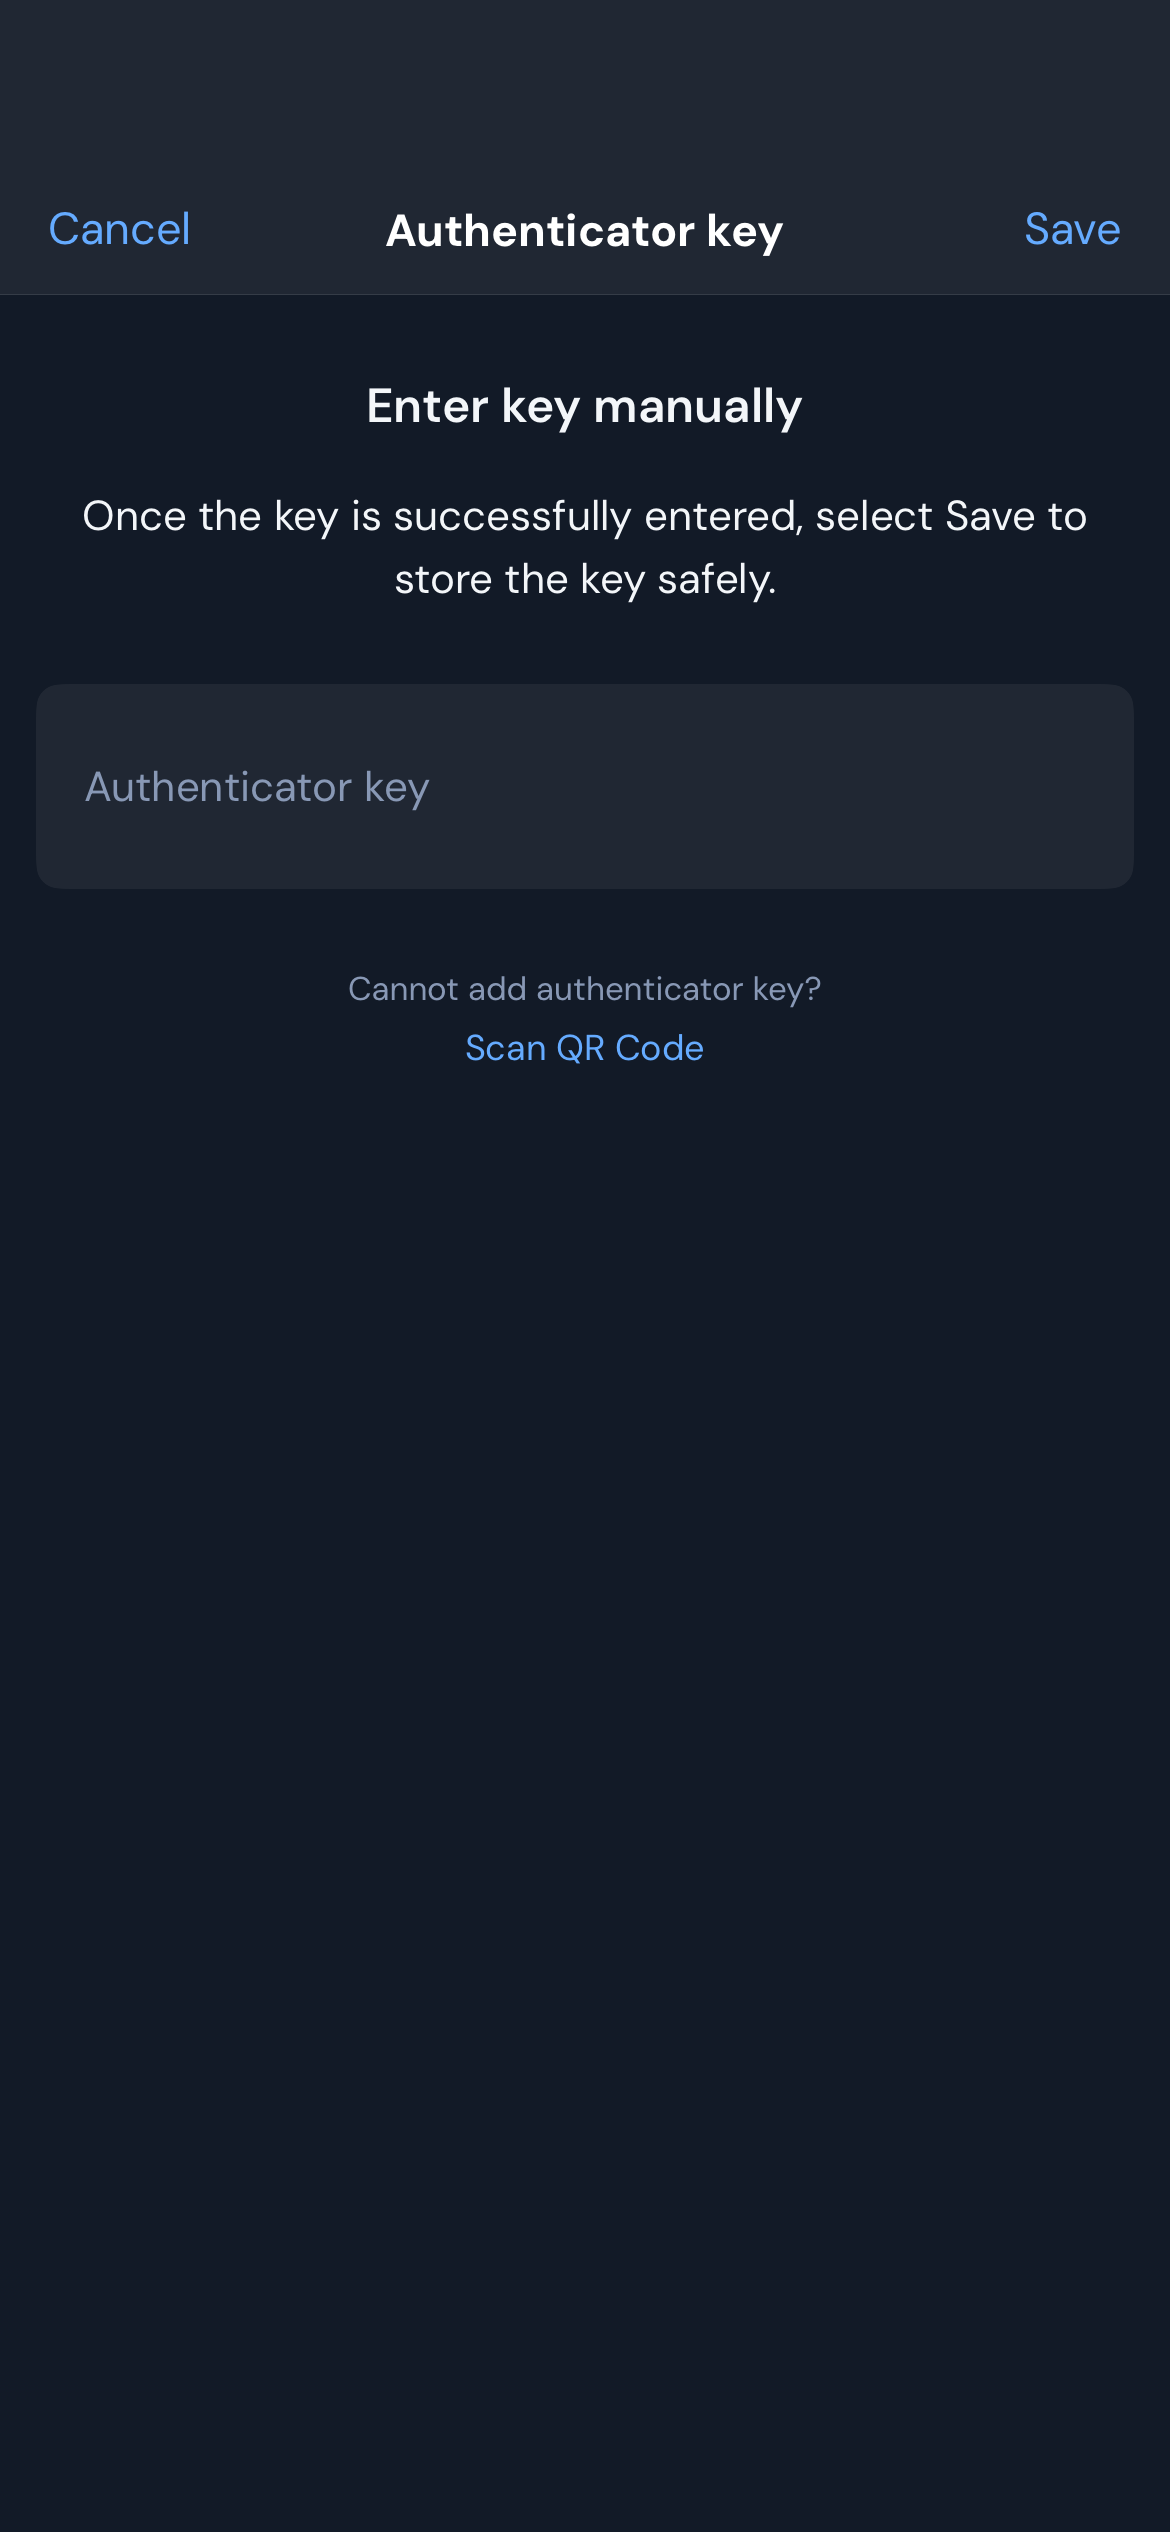 Cancel
Authenticator key
Save
Enter key manually
Once the key is successfully entered, select Save to
store the key safely.
Authenticator key
Cannot add authenticator key?
Scan QR Code